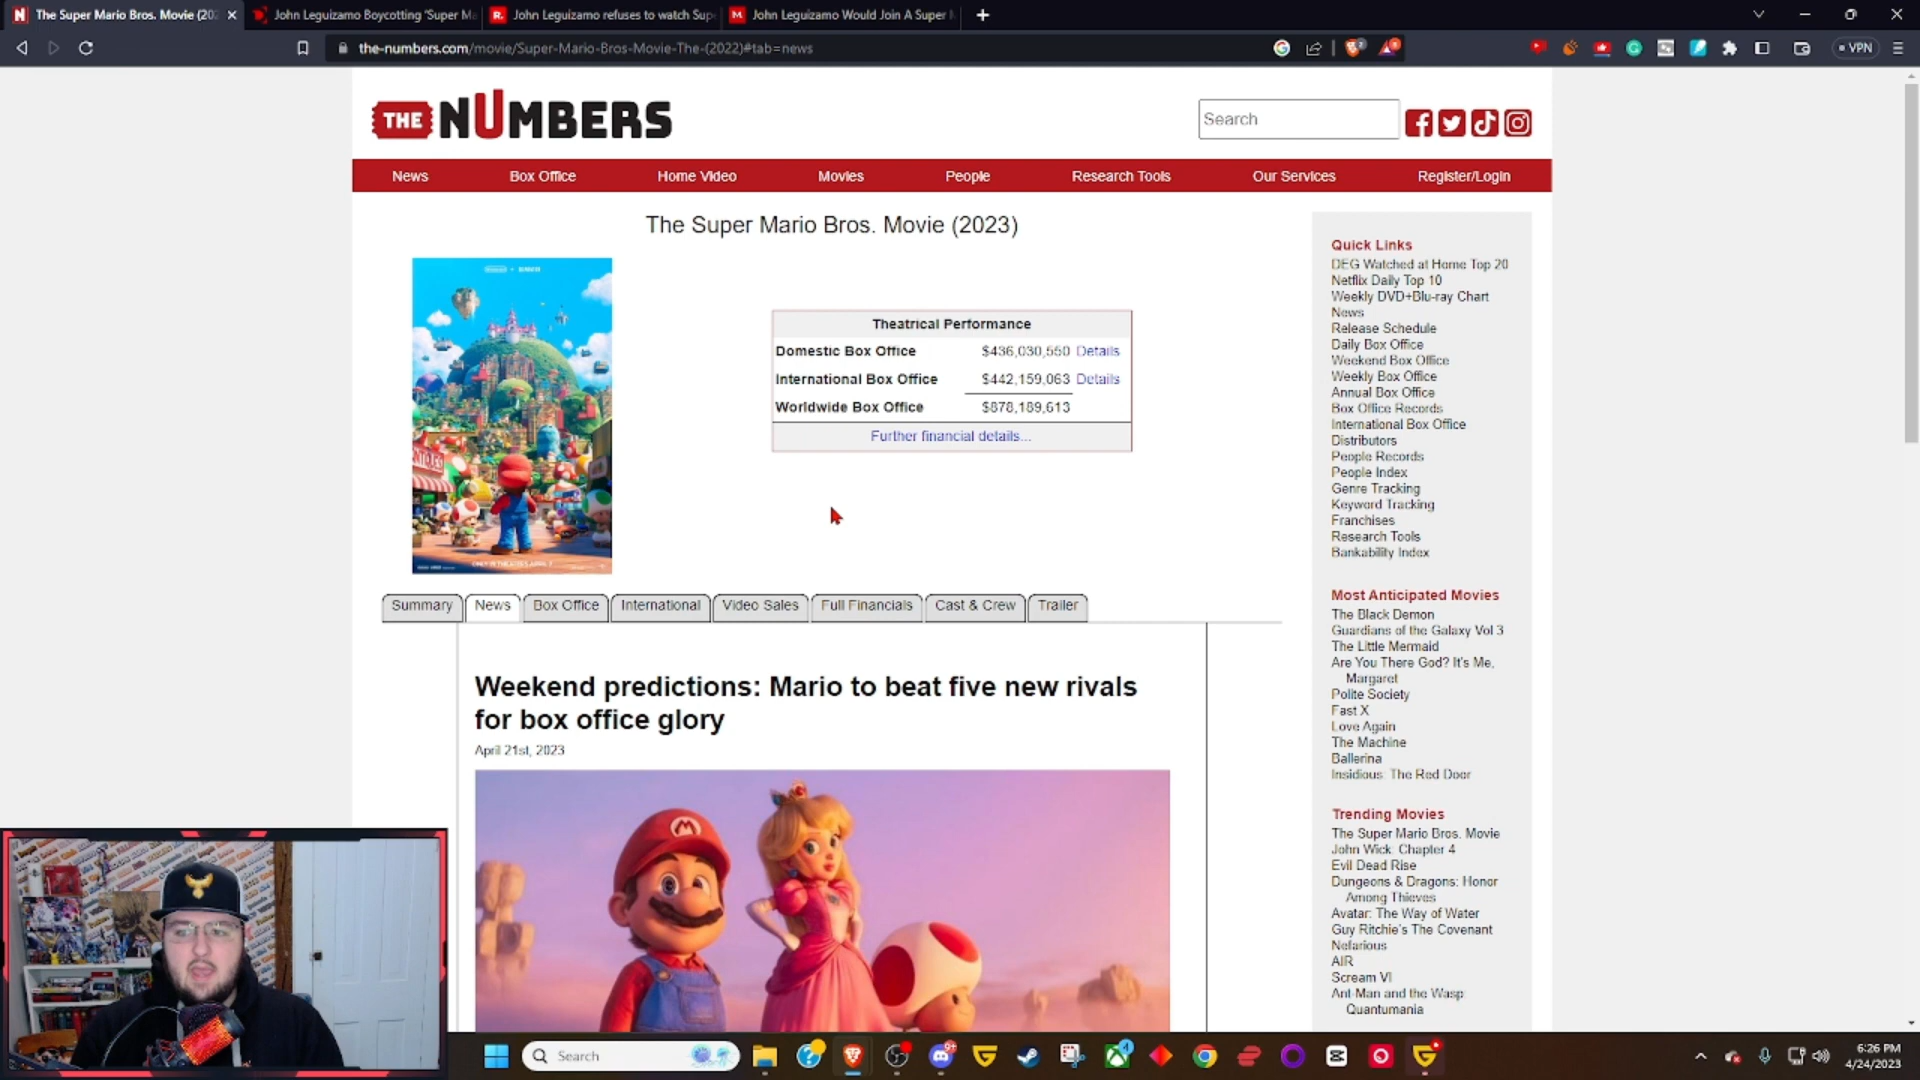 The Super Mario Bros. Movie (202
John Leguizamo Boycotting 'Super Ma
John Leguizamo refuses to watch Supe
John Leguizamo Would Join A Super M
the-numbers.com/movie/Super-Mario-Bros-Movie-The-(2022)#tab=news
VPN
THE NUMBERS
Search
News
Box Office
Home Video
Movies
People
Research Tools
Our Services
Register/Login
The Super Mario Bros. Movie (2023)
Theatrical Performance
Domestic Box Office $436,030,550 Details
International Box Office $442,159,063 Details
Worldwide Box Office $878,189,613
Further financial details...
Summary
News
Box Office
International
Video Sales
Full Financials
Cast & Crew
Trailer
Weekend predictions: Mario to beat five new rivals
for box office glory
April 21st, 2023
Quick Links
DEG Watched at Home Top 20
Netflix Daily Top 10
Weekly DVD+Blu-ray Chart
News
Release Schedule
Daily Box Office
Weekend Box Office
Weekly Box Office
Annual Box Office
Box Office Records
International Box Office
Distributors
People Records
People Index
Genre Tracking
Keyword Tracking
Franchises
Research Tools
Bankability Index
Most Anticipated Movies
The Black Demon
Guardians of the Galaxy Vol 3
The Little Mermaid
Are You There God? It's Me,
Margaret
Polite Society
Fast X
Love Again
The Machine
Ballerina
Insidious: The Red Door
Trending Movies
The Super Mario Bros. Movie
John Wick: Chapter 4
Evil Dead Rise
Dungeons & Dragons: Honor
Among Thieves
Avatar: The Way of Water
Guy Ritchie's The Covenant
Nefarious
AIR
Scream VI
Ant-Man and the Wasp:
Quantumania
Search
6:26 PM
4/24/2023